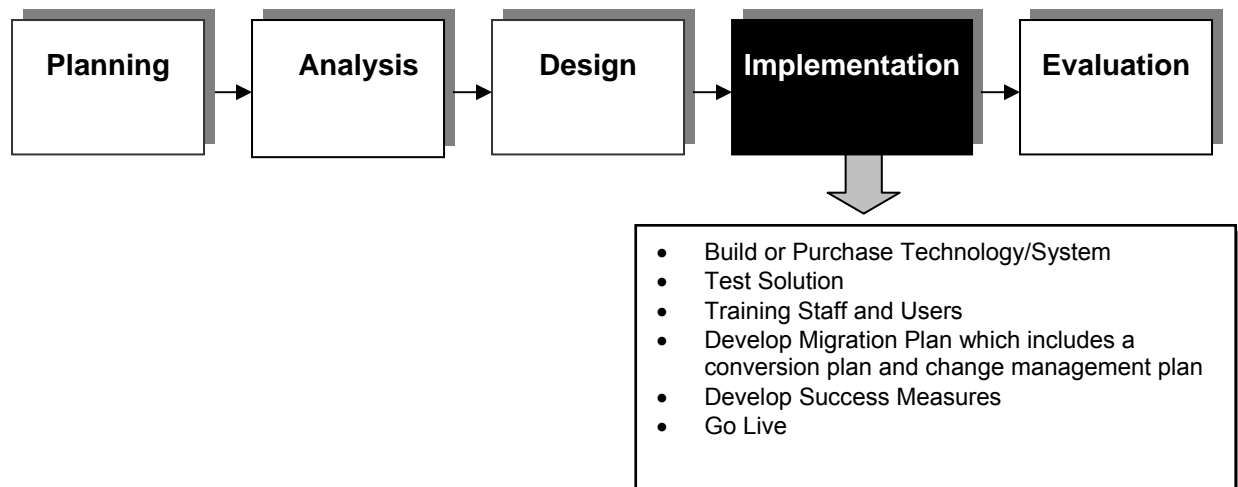 Planning
Analysis
Design
Implementation
Evaluation
• Build or Purchase Technology/System
• Test Solution
• Training Staff and Users
• Develop Migration Plan which includes a
conversion plan and change management plan
• Develop Success Measures
• Go Live